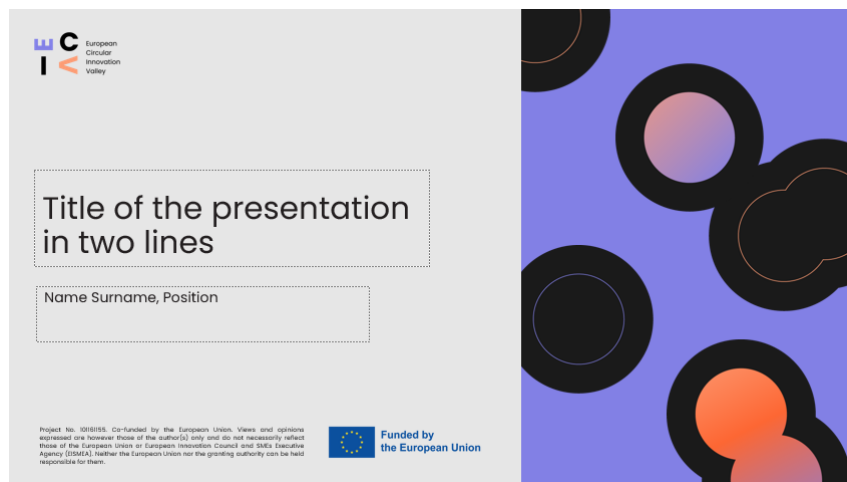 E C
I V
European
Circular
Innovation
Valley
Title of the presentation
in two lines
Name Surname, Position
Project No. 101161155. Co-funded by the European Union. Views and opinions
expressed are however those of the author(s) only and do not necessarily reflect
those of the European Union or European Innovation Council and SMEs Executive
Agency (EISMEA). Neither the European Union nor the granting authority can be held
responsible for them.
Funded by
the European Union